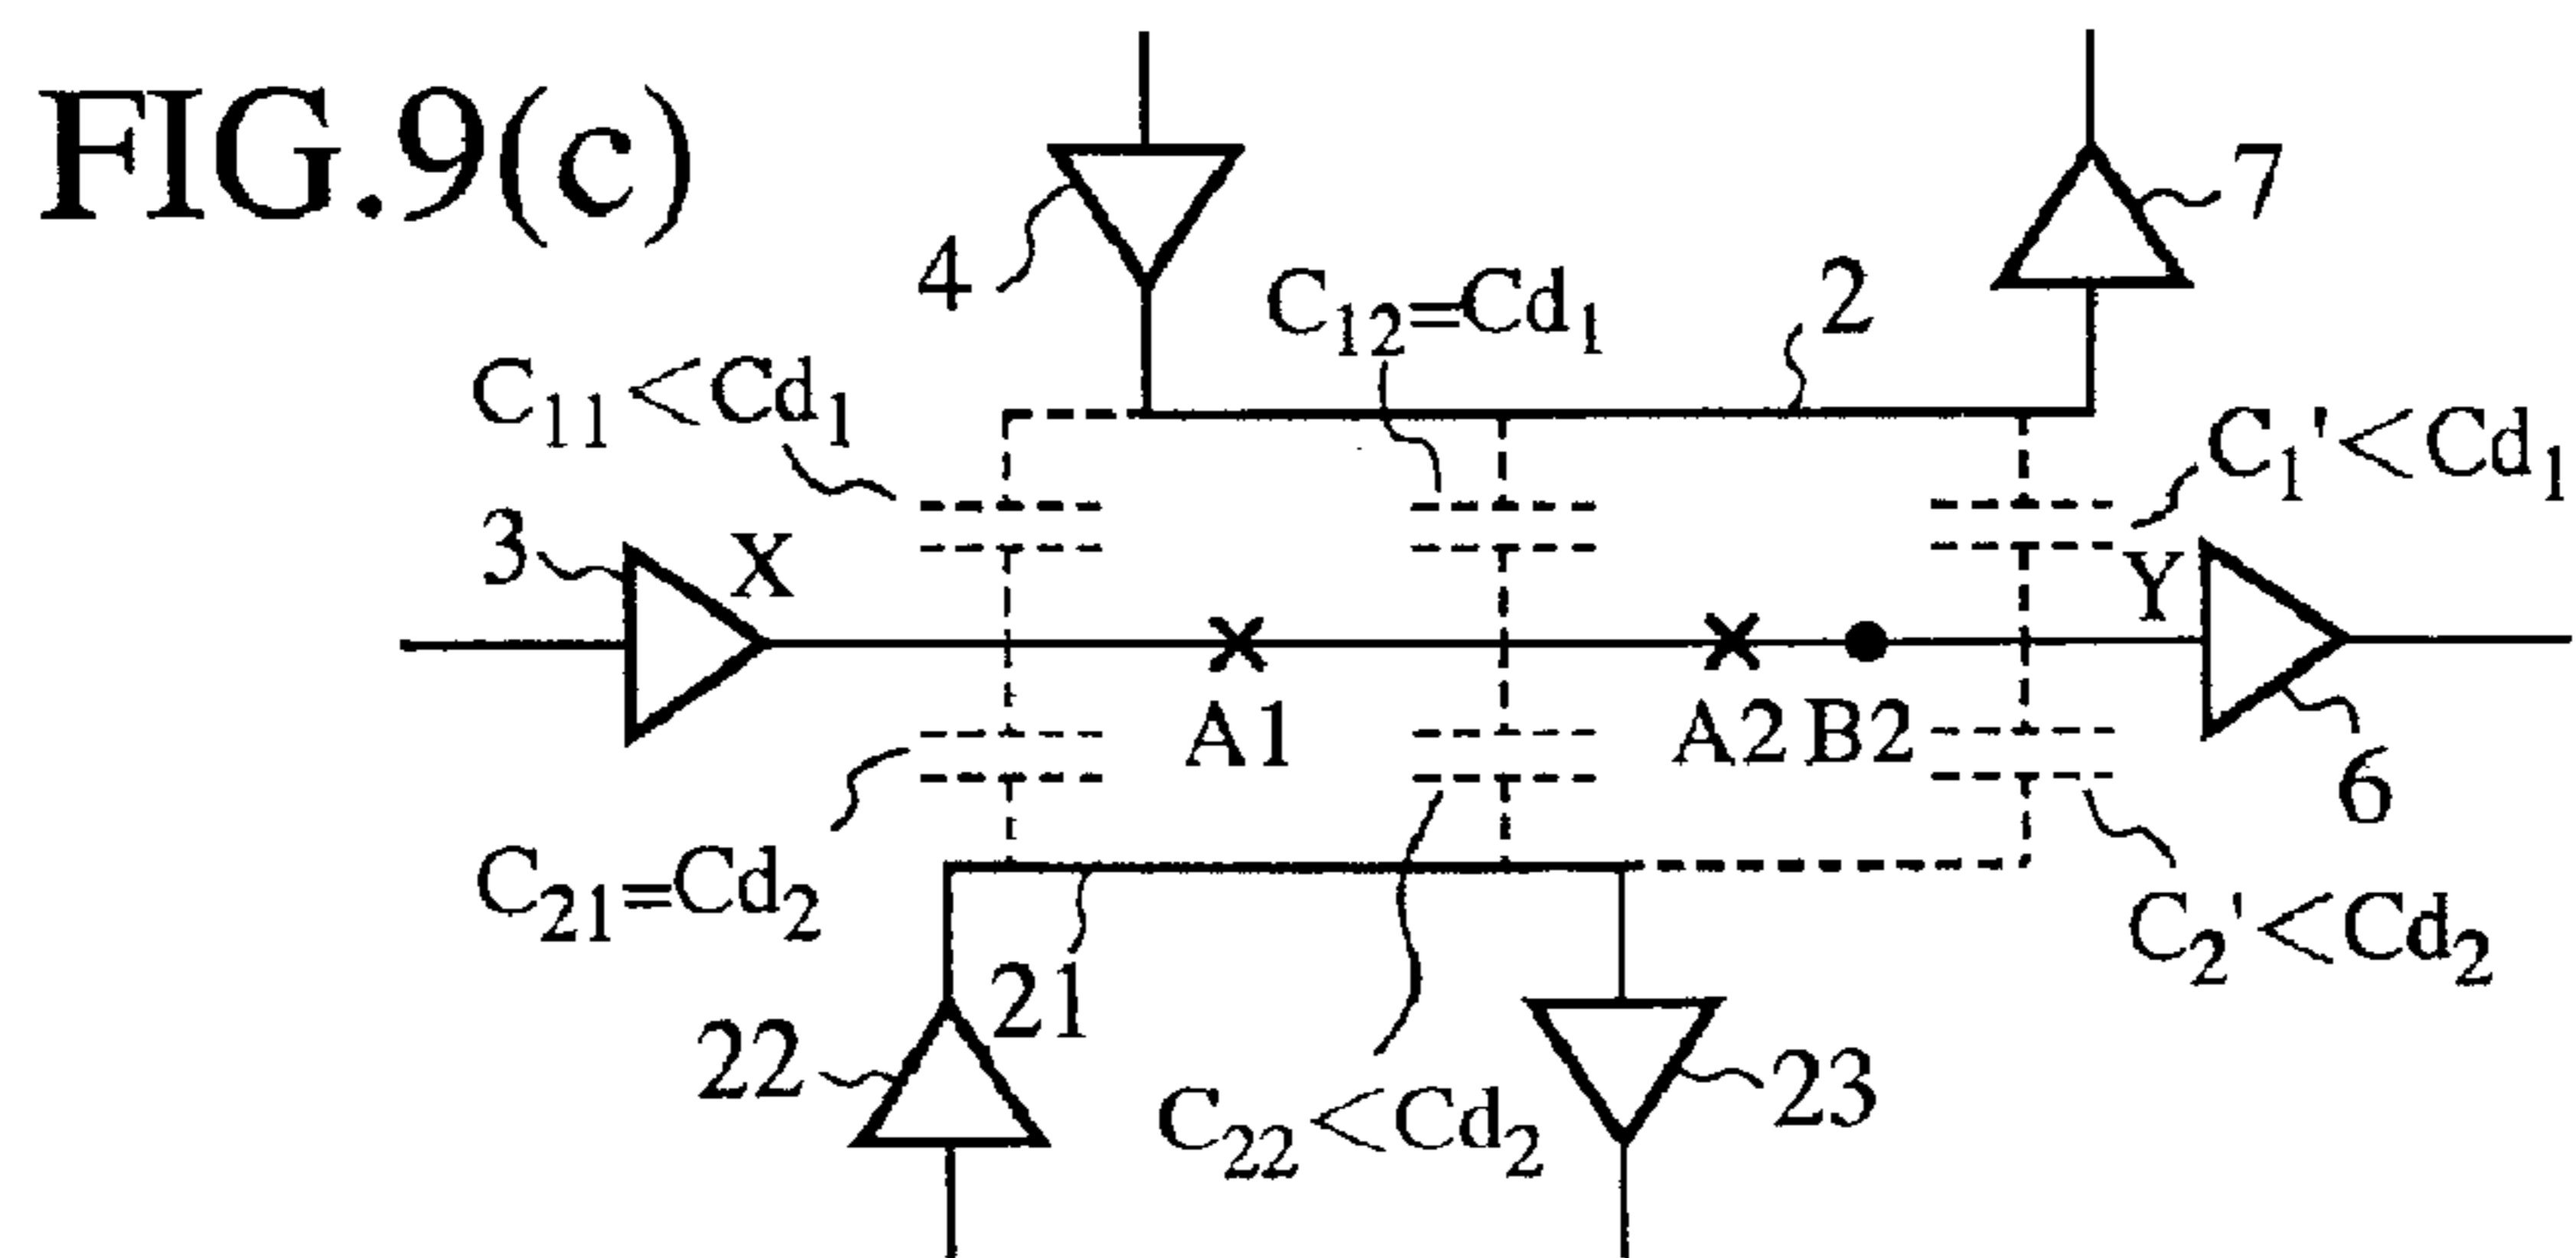 FIG.9(c)
4
7
C12=Cd1
2
C11<Cd1
C1'<Cd1
3
X
Y
A1
A2
B2
6
C21=Cd2
21
C2'<Cd2
22
C22<Cd2
23